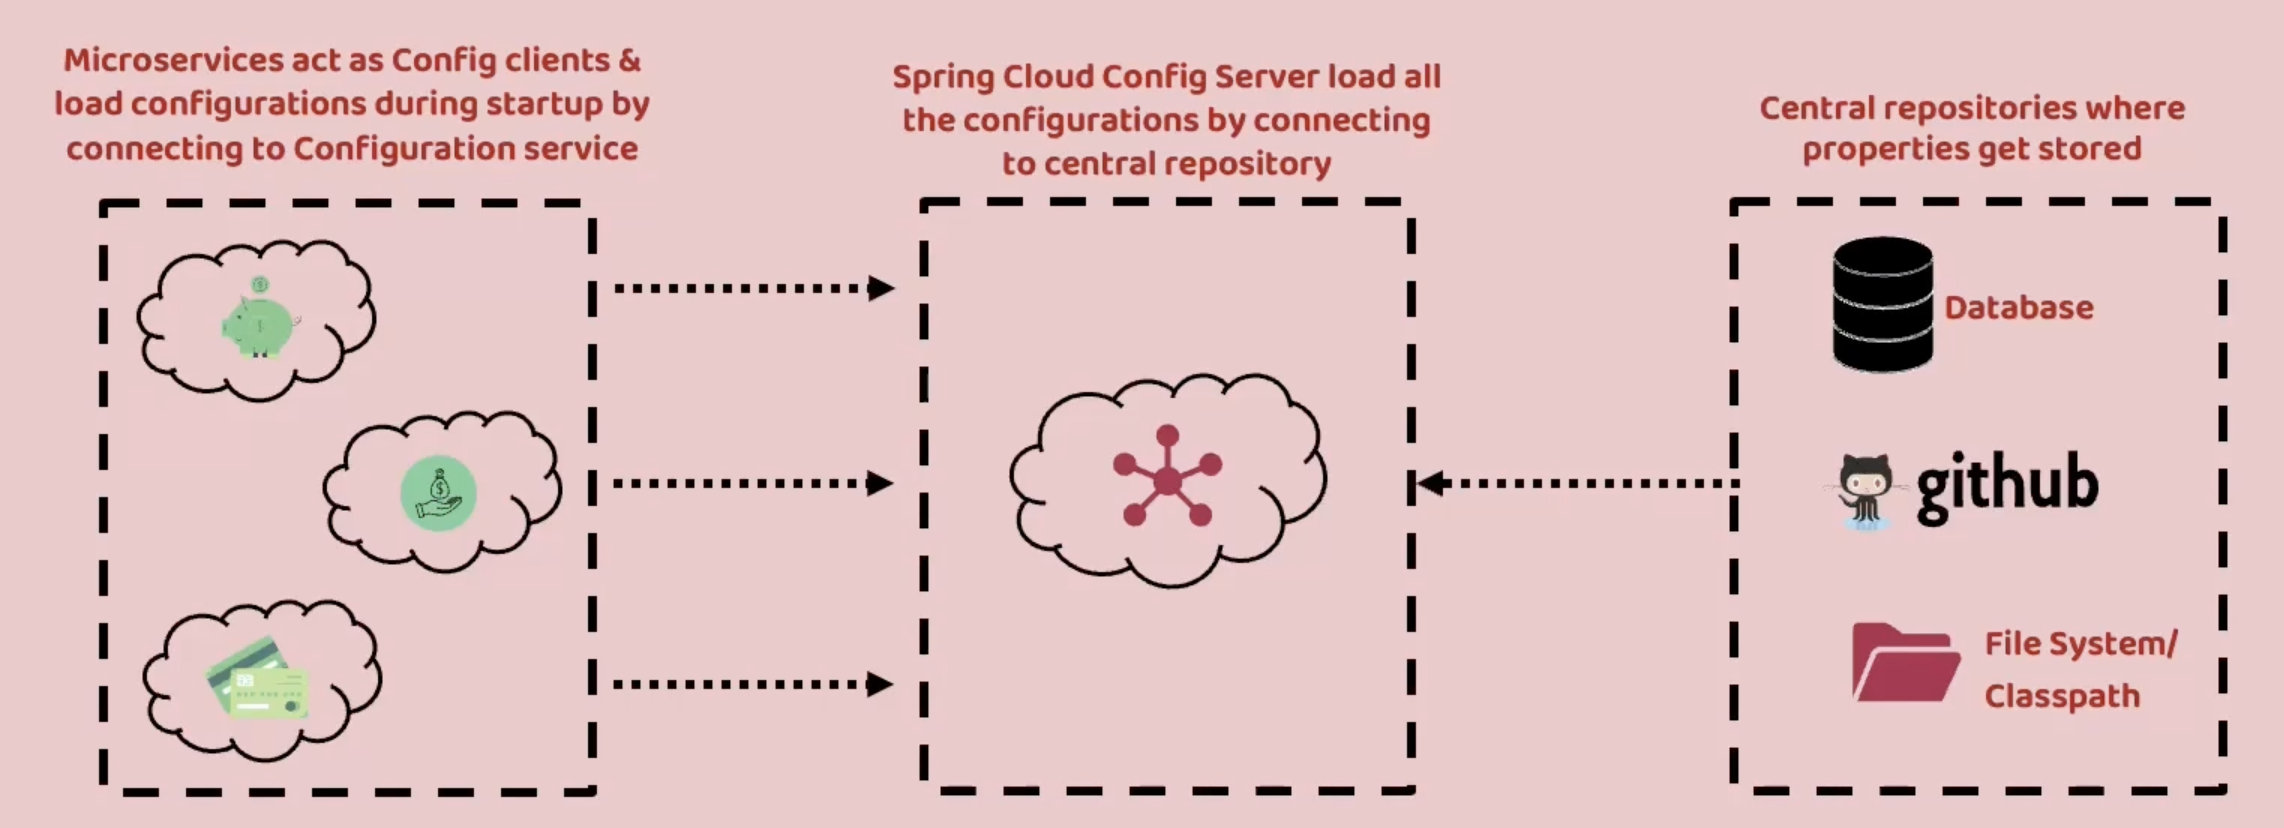 Microservices act as Config clients &
load configurations during startup by
connecting to Configuration service
Spring Cloud Config Server load all
the configurations by connecting
to central repository
Central repositories where
properties get stored
Database
github
File System/
Classpath